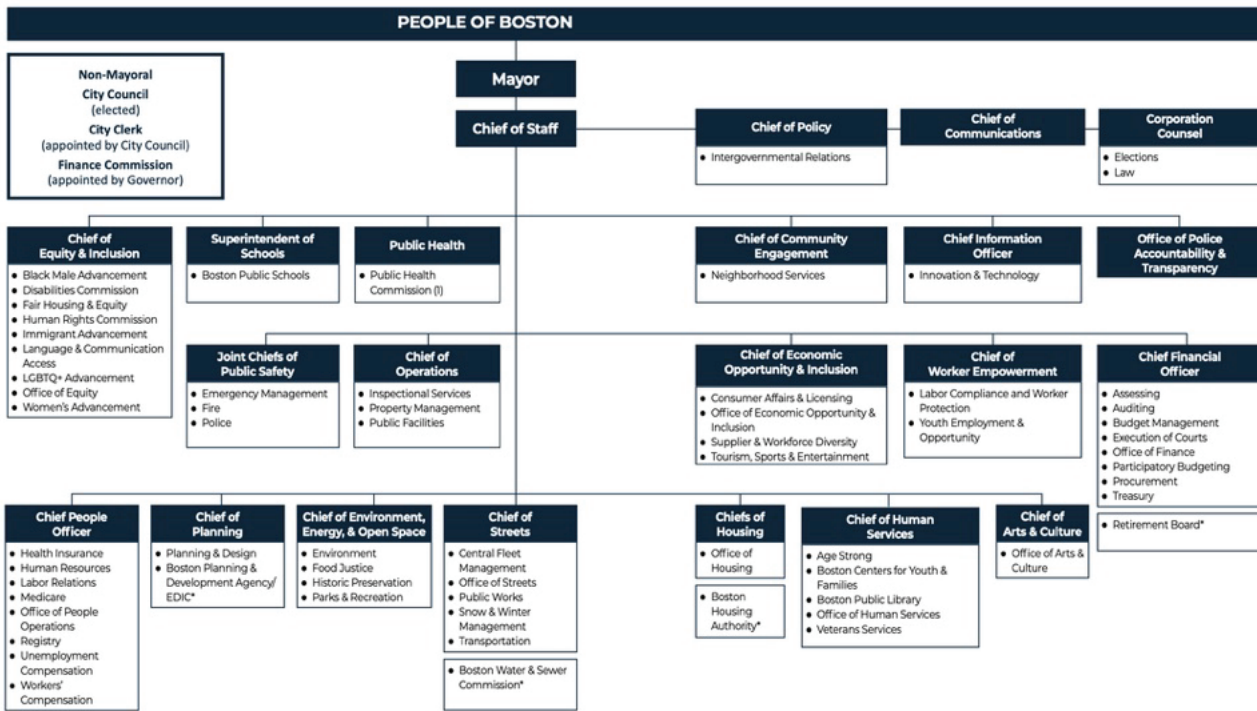 PEOPLE OF BOSTON
Non-Mayoral
City Council
(elected)
City Clerk
(appointed by City Council)
Finance Commission
(appointed by Governor)
Mayor
Chief of Staff
Chief of Policy
• Intergovernmental Relations
Chief of
Communications
Corporation
Counsel
• Elections
• Law
Chief of
Equity & Inclusion
• Black Male Advancement
• Disabilities Commission
• Fair Housing & Equity
• Human Rights Commission
• Immigrant Advancement
• Language & Communication
Access
• LGBTQ+ Advancement
• Office of Equity
• Women's Advancement
Superintendent of
Schools
• Boston Public Schools
Public Health
• Public Health
Commission (1)
Chief of Community
Engagement
• Neighborhood Services
Chief Information
Officer
• Innovation & Technology
Office of Police
Accountability &
Transparency
Joint Chiefs of
Public Safety
• Emergency Management
• Fire
• Police
Chief of
Operations
• Inspectional Services
• Property Management
• Public Facilities
Chief of Economic
Opportunity & Inclusion
• Consumer Affairs & Licensing
• Office of Economic Opportunity &
Inclusion
• Supplier & Workforce Diversity
• Tourism, Sports & Entertainment
Chief of
Worker Empowerment
• Labor Compliance and Worker
Protection
• Youth Employment &
Opportunity
Chief Financial
Officer
• Assessing
• Auditing
• Budget Management
• Execution of Courts
• Office of Finance
• Participatory Budgeting
• Procurement
• Treasury
• Retirement Board*
Chief People
Officer
• Health Insurance
• Human Resources
• Labor Relations
• Medicare
• Office of People
Operations
• Registry
• Unemployment
Compensation
• Workers'
Compensation
Chief of
Planning
• Planning & Design
• Boston Planning &
Development Agency/
EDIC*
Chief of Environment,
Energy, & Open Space
• Environment
• Food Justice
• Historic Preservation
• Parks & Recreation
Chief of
Streets
• Central Fleet
Management
• Office of Streets
• Public Works
• Snow & Winter
Management
• Transportation
• Boston Water & Sewer
Commission*
Chiefs of
Housing
• Office of
Housing
• Boston
Housing
Authority*
Chief of Human
Services
• Age Strong
• Boston Centers for Youth &
Families
• Boston Public Library
• Office of Human Services
• Veterans Services
Chief of
Arts & Culture
• Office of Arts &
Culture